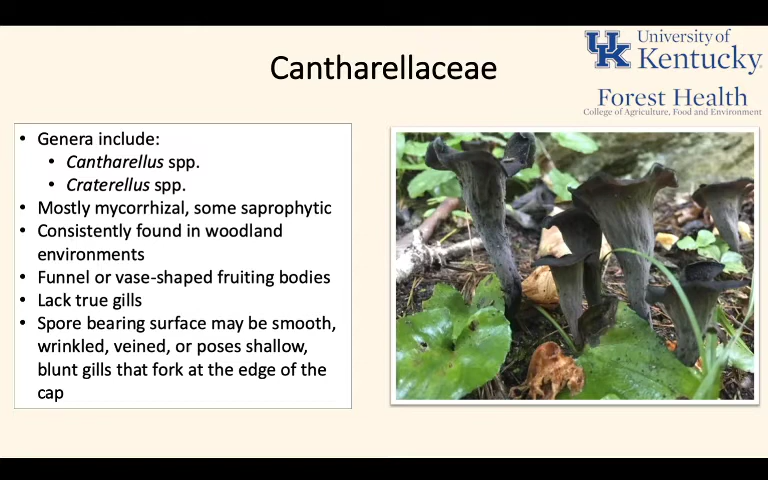 Cantharellaceae
University of
Kentucky.
Forest Health
College of Agriculture, Food and Environment
• Genera include:
• Cantharellus spp.
• Craterellus spp.
• Mostly mycorrhizal, some saprophytic
• Consistently found in woodland
environments
• Funnel or vase-shaped fruiting bodies
• Lack true gills
• Spore bearing surface may be smooth,
wrinkled, veined, or poses shallow,
blunt gills that fork at the edge of the
cap